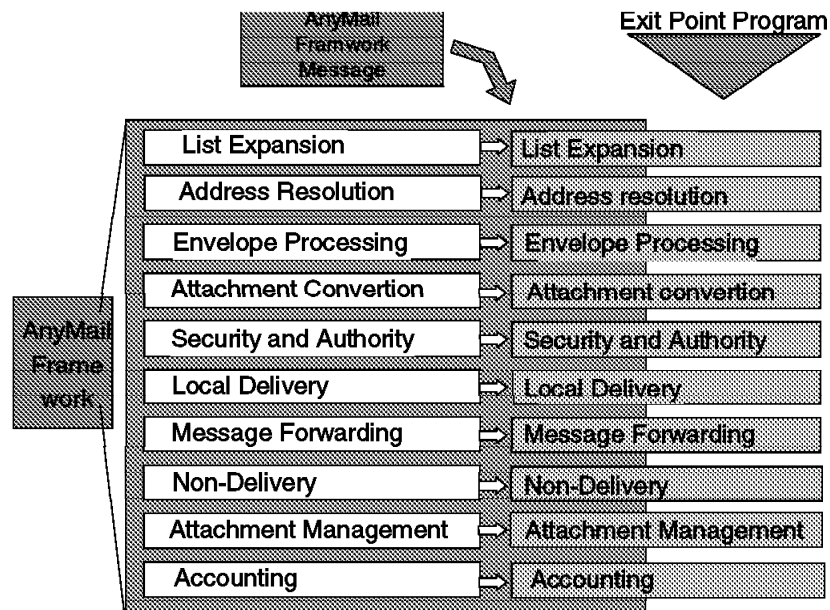 AnyMail
Framwork
Message
Exit Point Program
List Expansion
List Expansion
Address Resolution
Address resolution
Envelope Processing
Envelope Processing
Attachment Convertion
Attachment convertion
AnyMail
Frame
work
Security and Authority
Security and Authority
Local Delivery
Local Delivery
Message Forwarding
Message Forwarding
Non-Delivery
Non-Delivery
Attachment Management
Attachment Management
Accounting
Accounting